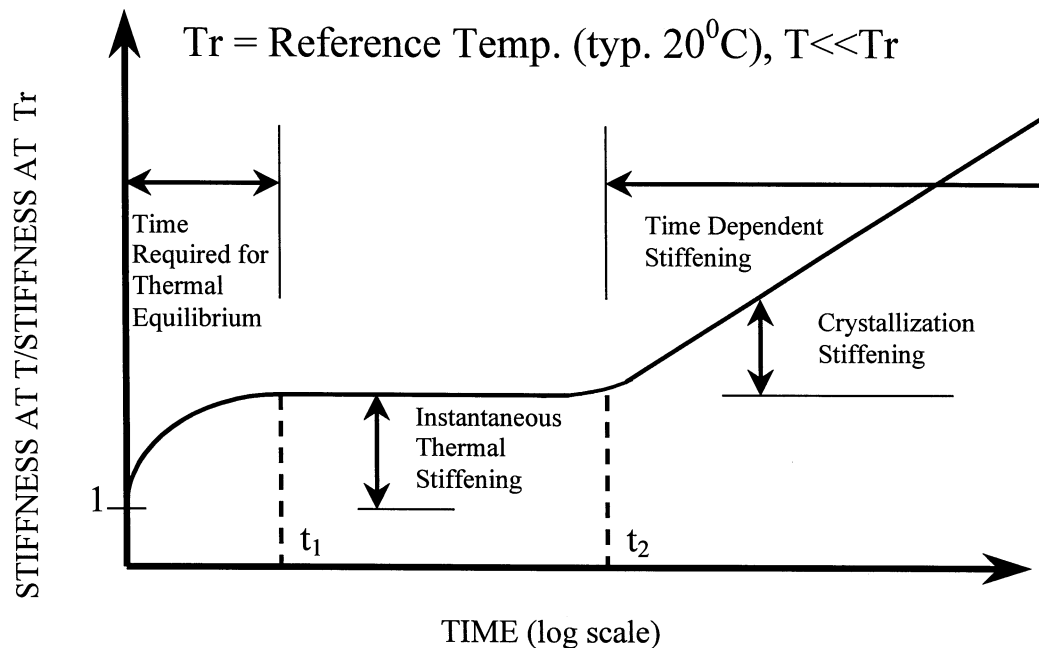 Tr = Reference Temp. (typ. 20⁰C), T<<Tr
STIFFNESS AT T/STIFFNESS AT Tr
Time
Required for
Thermal
Equilibrium
Time Dependent
Stiffening
Crystallization
Stiffening
Instantaneous
Thermal
Stiffening
1
t₁
t₂
TIME (log scale)